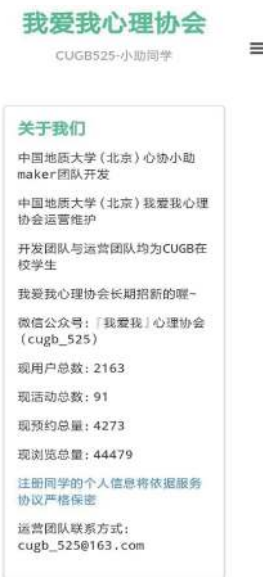 我爱我心理协会
CUGB525-小助同学
关于我们
中国地质大学(北京)心协小助
maker团队开发
中国地质大学(北京)我爱我心理
协会运营维护
开发团队与运营团队均为CUGB在
校学生
我爱我心理协会长期招新的喔~
微信公众号:「我爱我」心理协会
(cugb_525)
现用户总数: 2163
现活动总数: 91
现预约总量: 4273
现浏览总量: 44479
注册同学的个人信息将依据服务
协议严格保密
运营团队联系方式:
cugb_525@163.com